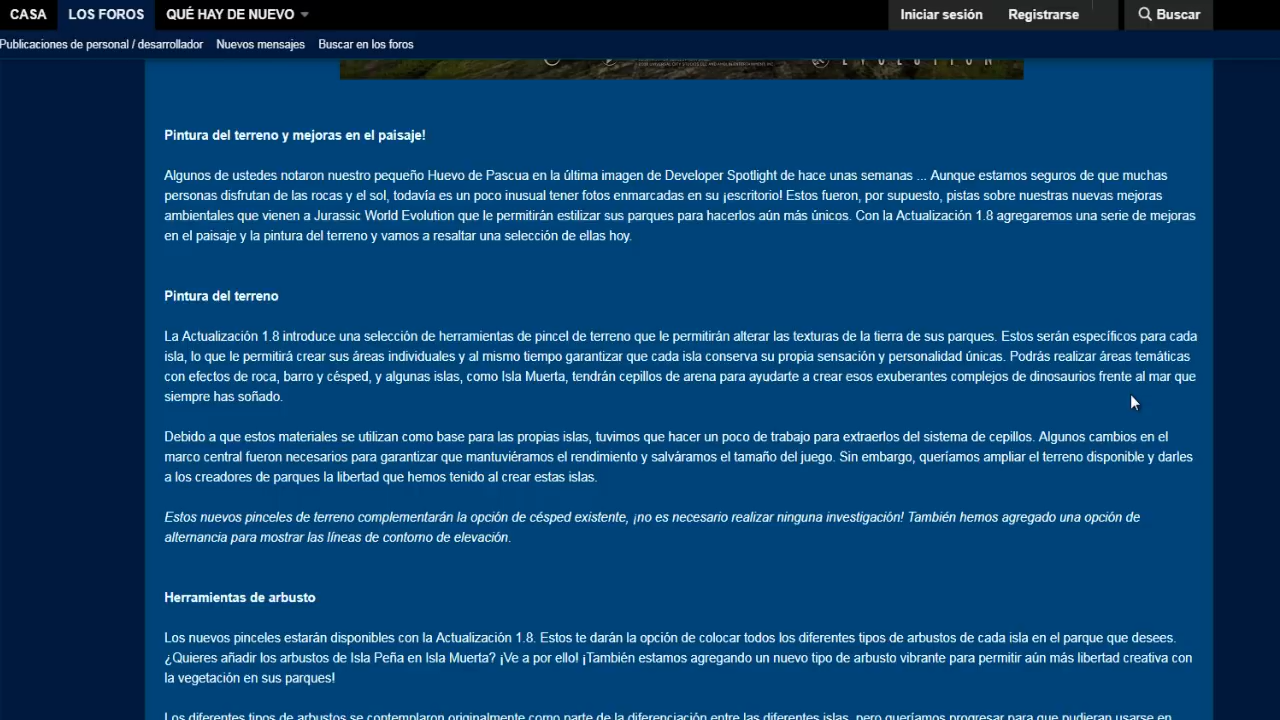 CASA LOS FOROS QUÉ HAY DE NUEVO Iniciar sesión Registrarse Buscar
Publicaciones de personal / desarrollador Nuevos mensajes Buscar en los foros
EVOLUTION
Pintura del terreno y mejoras en el paisaje!
Algunos de ustedes notaron nuestro pequeño Huevo de Pascua en la última imagen de Developer Spotlight de hace unas semanas ... Aunque estamos seguros de que muchas
personas disfrutan de las rocas y el sol, todavía es un poco inusual tener fotos enmarcadas en su ¡escritorio! Estos fueron, por supuesto, pistas sobre nuestras nuevas mejoras
ambientales que vienen a Jurassic World Evolution que le permitirán estilizar sus parques para hacerlos aún más únicos. Con la Actualización 1.8 agregaremos una serie de mejoras
en el paisaje y la pintura del terreno y vamos a resaltar una selección de ellas hoy.
Pintura del terreno
La Actualización 1.8 introduce una selección de herramientas de pincel de terreno que le permitirán alterar las texturas de la tierra de sus parques. Estos serán específicos para cada
isla, lo que le permitirá crear sus áreas individuales y al mismo tiempo garantizar que cada isla conserva su propia sensación y personalidad únicas. Podrás realizar áreas temáticas
con efectos de roca, barro y césped, y algunas islas, como Isla Muerta, tendrán cepillos de arena para ayudarte a crear esos exuberantes complejos de dinosaurios frente al mar que
siempre has soñado.
Debido a que estos materiales se utilizan como base para las propias islas, tuvimos que hacer un poco de trabajo para extraerlos del sistema de cepillos. Algunos cambios en el
marco central fueron necesarios para garantizar que mantuviéramos el rendimiento y salváramos el tamaño del juego. Sin embargo, queríamos ampliar el terreno disponible y darles
a los creadores de parques la libertad que hemos tenido al crear estas islas.
Estos nuevos pinceles de terreno complementarán la opción de césped existente, ¡no es necesario realizar ninguna investigación! También hemos agregado una opción de
alternancia para mostrar las líneas de contorno de elevación.
Herramientas de arbusto
Los nuevos pinceles estarán disponibles con la Actualización 1.8. Estos te darán la opción de colocar todos los diferentes tipos de arbustos de cada isla en el parque que desees.
¿Quieres añadir los arbustos de Isla Peña en Isla Muerta? ¡Ve a por ello! ¡También estamos agregando un nuevo tipo de arbusto vibrante para permitir aún más libertad creativa con
la vegetación en sus parques!
Los diferentes tipos de arbustos se contemplaron originalmente como parte de la diferenciación entre las diferentes islas, pero queríamos progresar para que pudieran usarse en